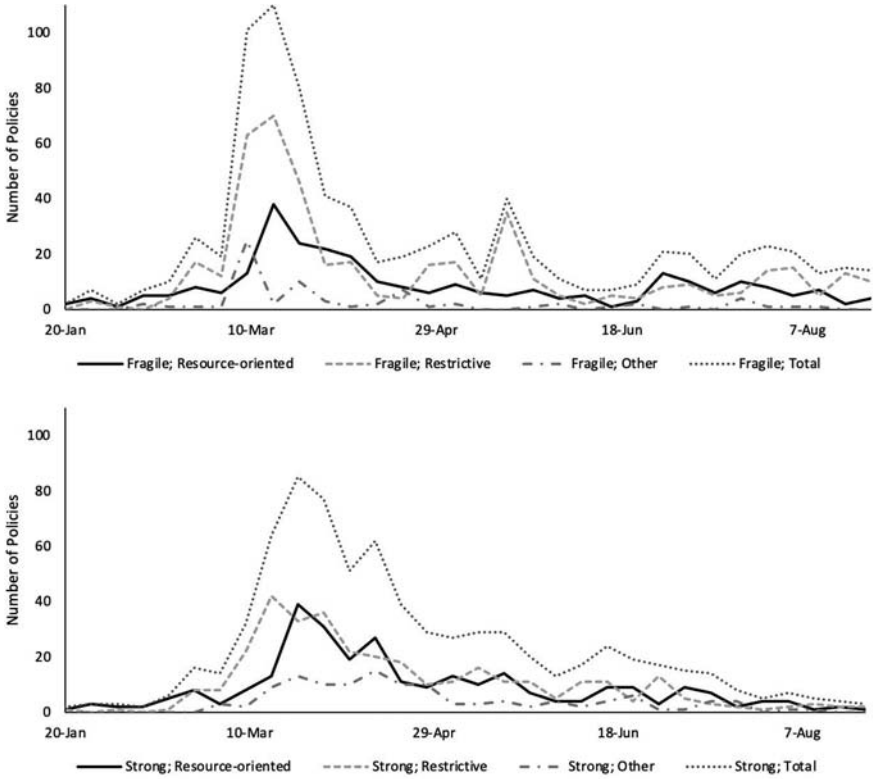 Number of Policies
100
80
60
40
20
0
20-Jan 10-Mar 29-Apr 18-Jun 7-Aug
Fragile; Resource-oriented Fragile; Restrictive Fragile; Other Fragile; Total
Number of Policies
100
80
60
40
20
0
20-Jan 10-Mar 29-Apr 18-Jun 7-Aug
Strong; Resource-oriented Strong; Restrictive Strong; Other Strong; Total